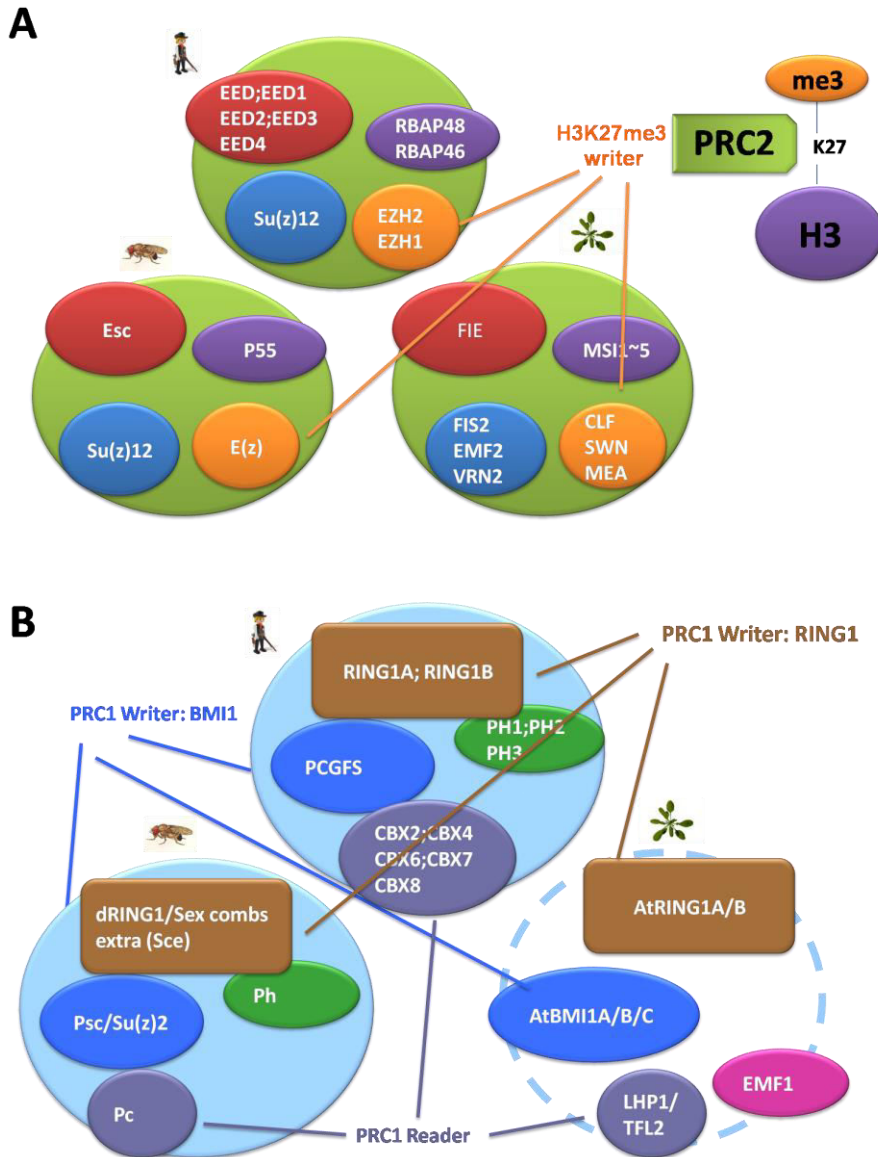 A
EED;EED1
EED2;EED3
EED4
RBAP48
RBAP46
Su(z)12
EZH2
EZH1
H3K27me3
writer
PRC2
me3
K27
H3
Esc
P55
Su(z)12
E(z)
FIE
MSI1~5
FIS2
EMF2
VRN2
CLF
SWN
MEA
B
PRC1 Writer: RING1
RING1A; RING1B
PRC1 Writer: BMI1
PH1;PH2
PH3
PCGFS
CBX2;CBX4
CBX6;CBX7
CBX8
dRING1/Sex combs
extra (Sce)
AtRING1A/B
Ph
Psc/Su(z)2
AtBMI1A/B/C
EMF1
Pc
LHP1/
TFL2
PRC1 Reader